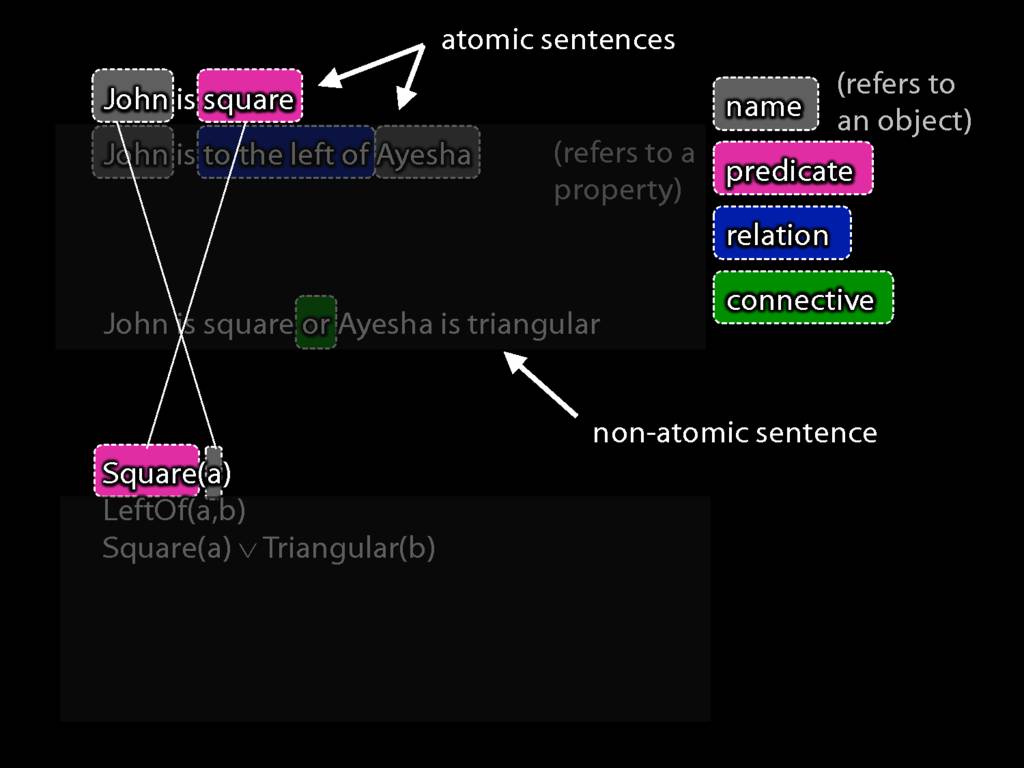 atomic sentences
John is square
John is to the left of Ayesha
(refers to a
property)
name
(refers to
an object)
predicate
relation
connective
John is square or Ayesha is triangular
non-atomic sentence
Square(a)
LeftOf(a,b)
Square(a) ∨ Triangular(b)